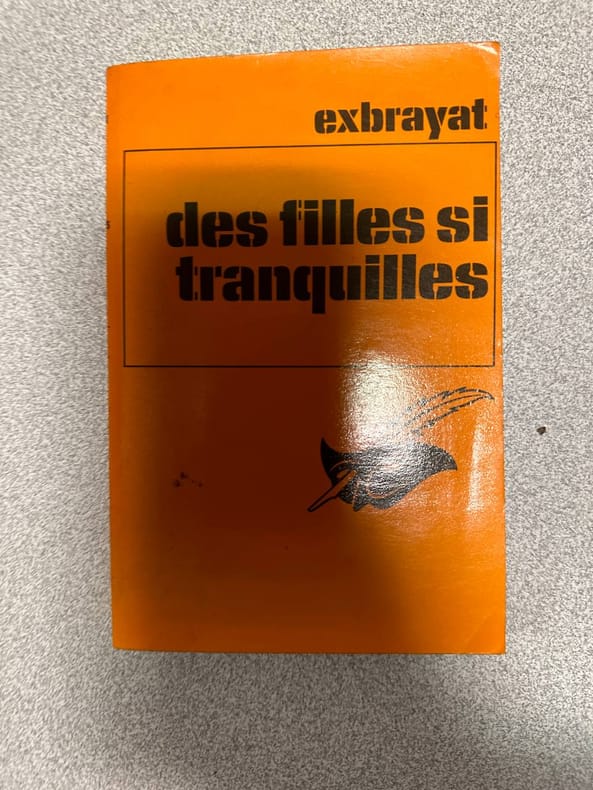 exbrayat
des filles si
tranquilles